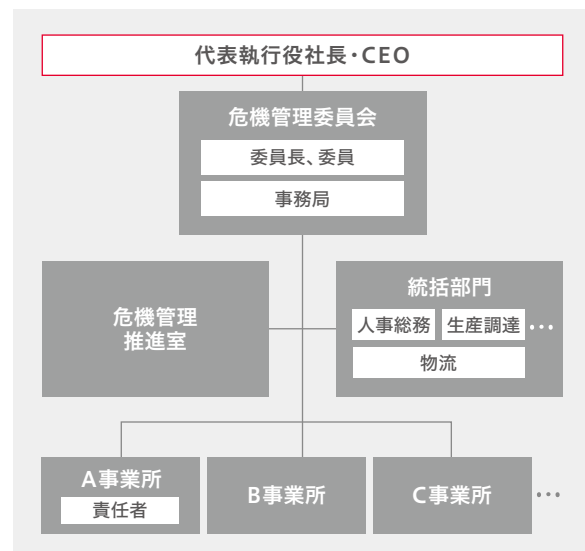 代表執行役社長・CEO
危機管理委員会
委員長、委員
事務局
危機管理
推進室
統括部門
人事総務 生産調達 …
物流
A事業所
責任者
B事業所
C事業所 …